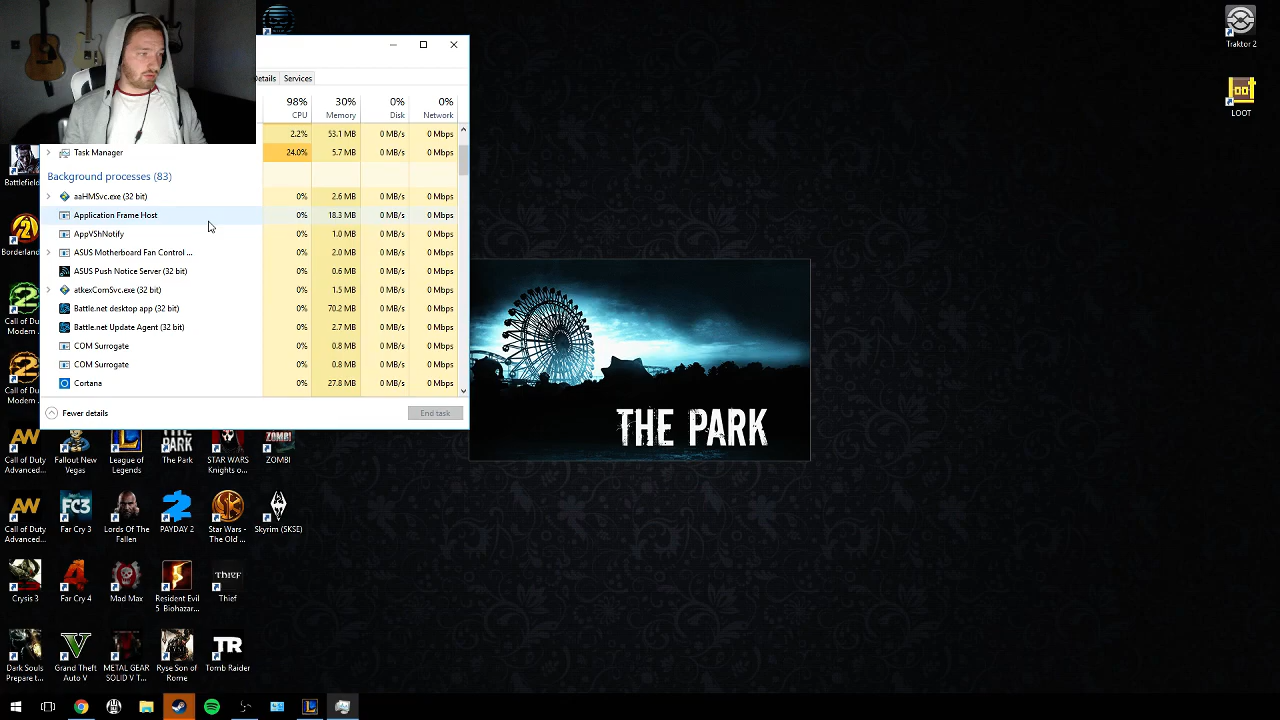 Traktor 2
LOOT
Details
Services
98%
30%
0%
0%
CPU
Memory
Disk
Network
2.2%
53.1 MB
0 MB/s
0 Mbps
Task Manager
24.0%
5.7 MB
0 MB/s
0 Mbps
Background processes (83)
aaHMSvc.exe (32 bit)
0%
2.6 MB
0 MB/s
0 Mbps
Application Frame Host
0%
18.3 MB
0 MB/s
0 Mbps
AppVShNotify
0%
1.0 MB
0 MB/s
0 Mbps
ASUS Motherboard Fan Control ...
0%
2.0 MB
0 MB/s
0 Mbps
ASUS Push Notice Server (32 bit)
0%
0.6 MB
0 MB/s
0 Mbps
atkexComSvc.exe (32 bit)
0%
1.5 MB
0 MB/s
0 Mbps
Battle.net desktop app (32 bit)
0%
70.2 MB
0 MB/s
0 Mbps
Battle.net Update Agent (32 bit)
0%
2.7 MB
0 MB/s
0 Mbps
COM Surrogate
0%
0.8 MB
0 MB/s
0 Mbps
COM Surrogate
0%
0.8 MB
0 MB/s
0 Mbps
Cortana
0%
27.8 MB
0 MB/s
0 Mbps
Fewer details
End task
THE PARK
Battlefield
Borderland
Call of Du
Modern
Call of Du
Modern
Call of Duty
Advanced...
Fallout New
Vegas
League of
Legends
The Park
STAR WARS
Knights o...
ZOMBI
Call of Duty
Advanced...
Far Cry 3
Lords Of The
Fallen
PAYDAY 2
Star Wars -
The Old ...
Skyrim (SKSE)
Crysis 3
Far Cry 4
Mad Max
Resident Evil
5 Biohazar...
Thief
Dark Souls
Prepare t...
Grand Theft
Auto V
METAL GEAR
SOLID V T...
Ryse Son of
Rome
Tomb Raider